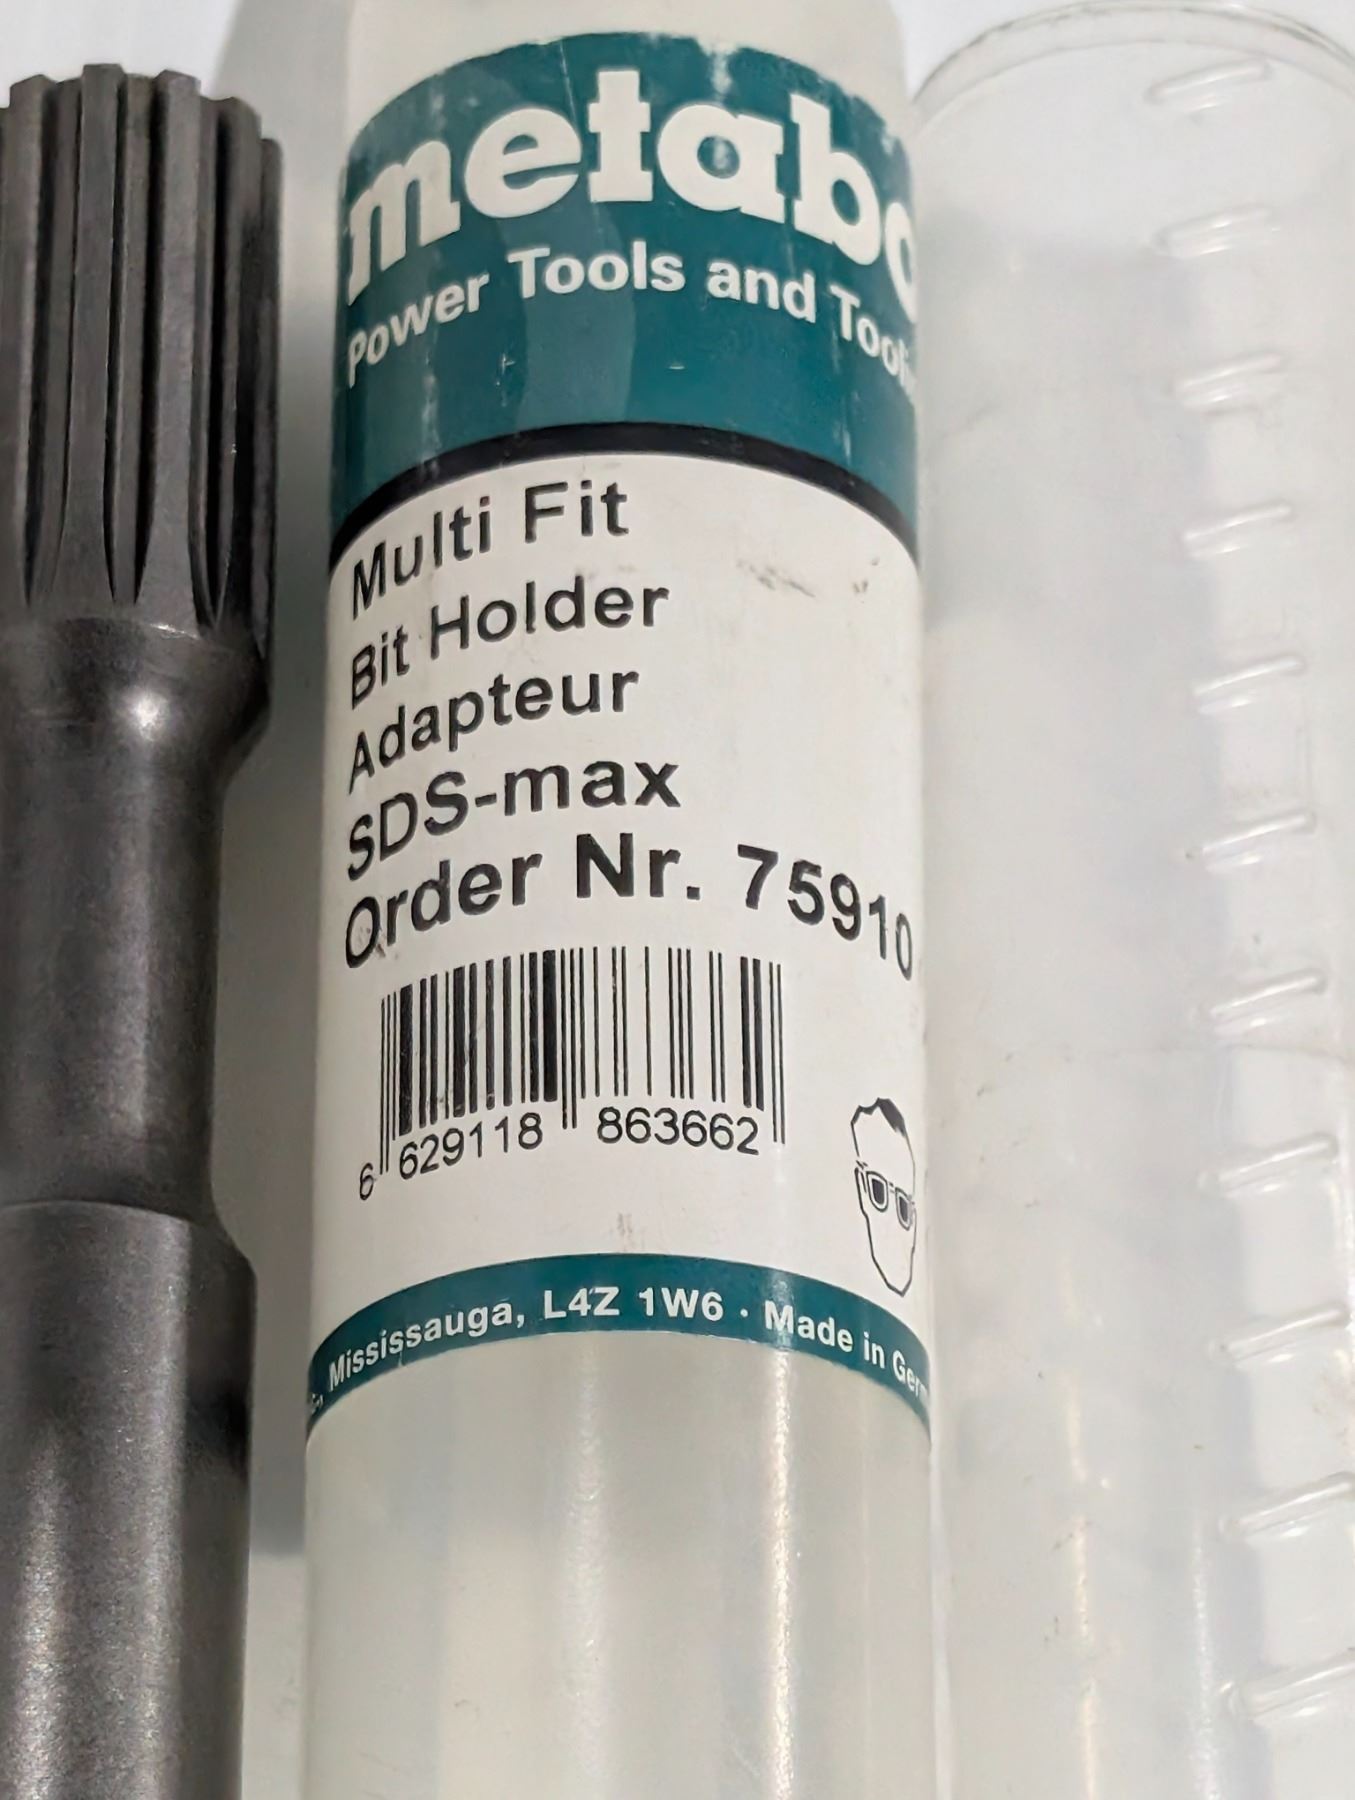 metabo
Power Tools and Tool
Multi Fit
Bit Holder
Adapteur
SDS-max
Order Nr. 75910
6 629118 863662
Mississauga, L4Z 1W6 · Made in Germ